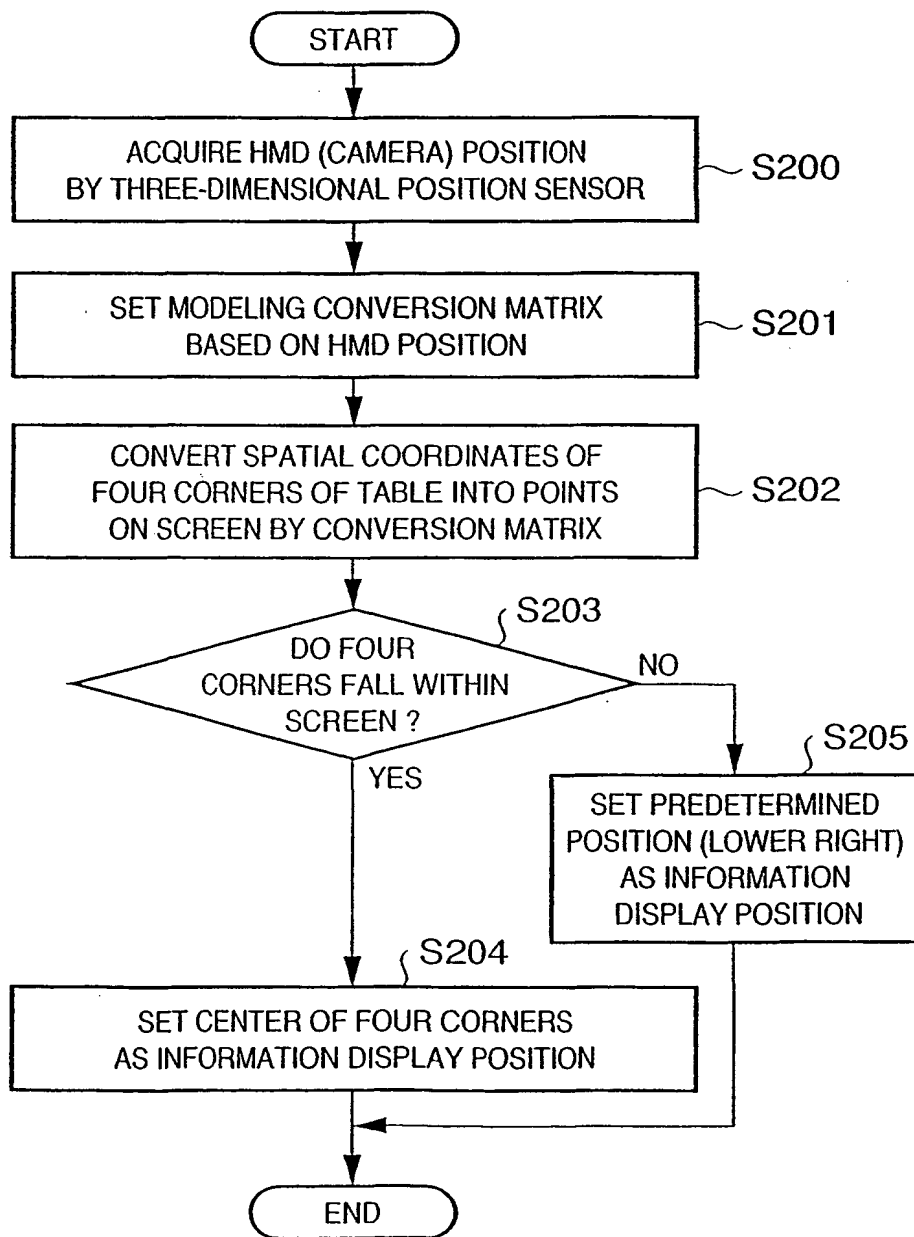 START
ACQUIRE HMD (CAMERA) POSITION
BY THREE-DIMENSIONAL POSITION SENSOR
S200
SET MODELING CONVERSION MATRIX
BASED ON HMD POSITION
S201
CONVERT SPATIAL COORDINATES OF
FOUR CORNERS OF TABLE INTO POINTS
ON SCREEN BY CONVERSION MATRIX
S202
S203
DO FOUR
CORNERS FALL WITHIN
SCREEN ?
NO
YES
S205
SET PREDETERMINED
POSITION (LOWER RIGHT)
AS INFORMATION
DISPLAY POSITION
S204
SET CENTER OF FOUR CORNERS
AS INFORMATION DISPLAY POSITION
END